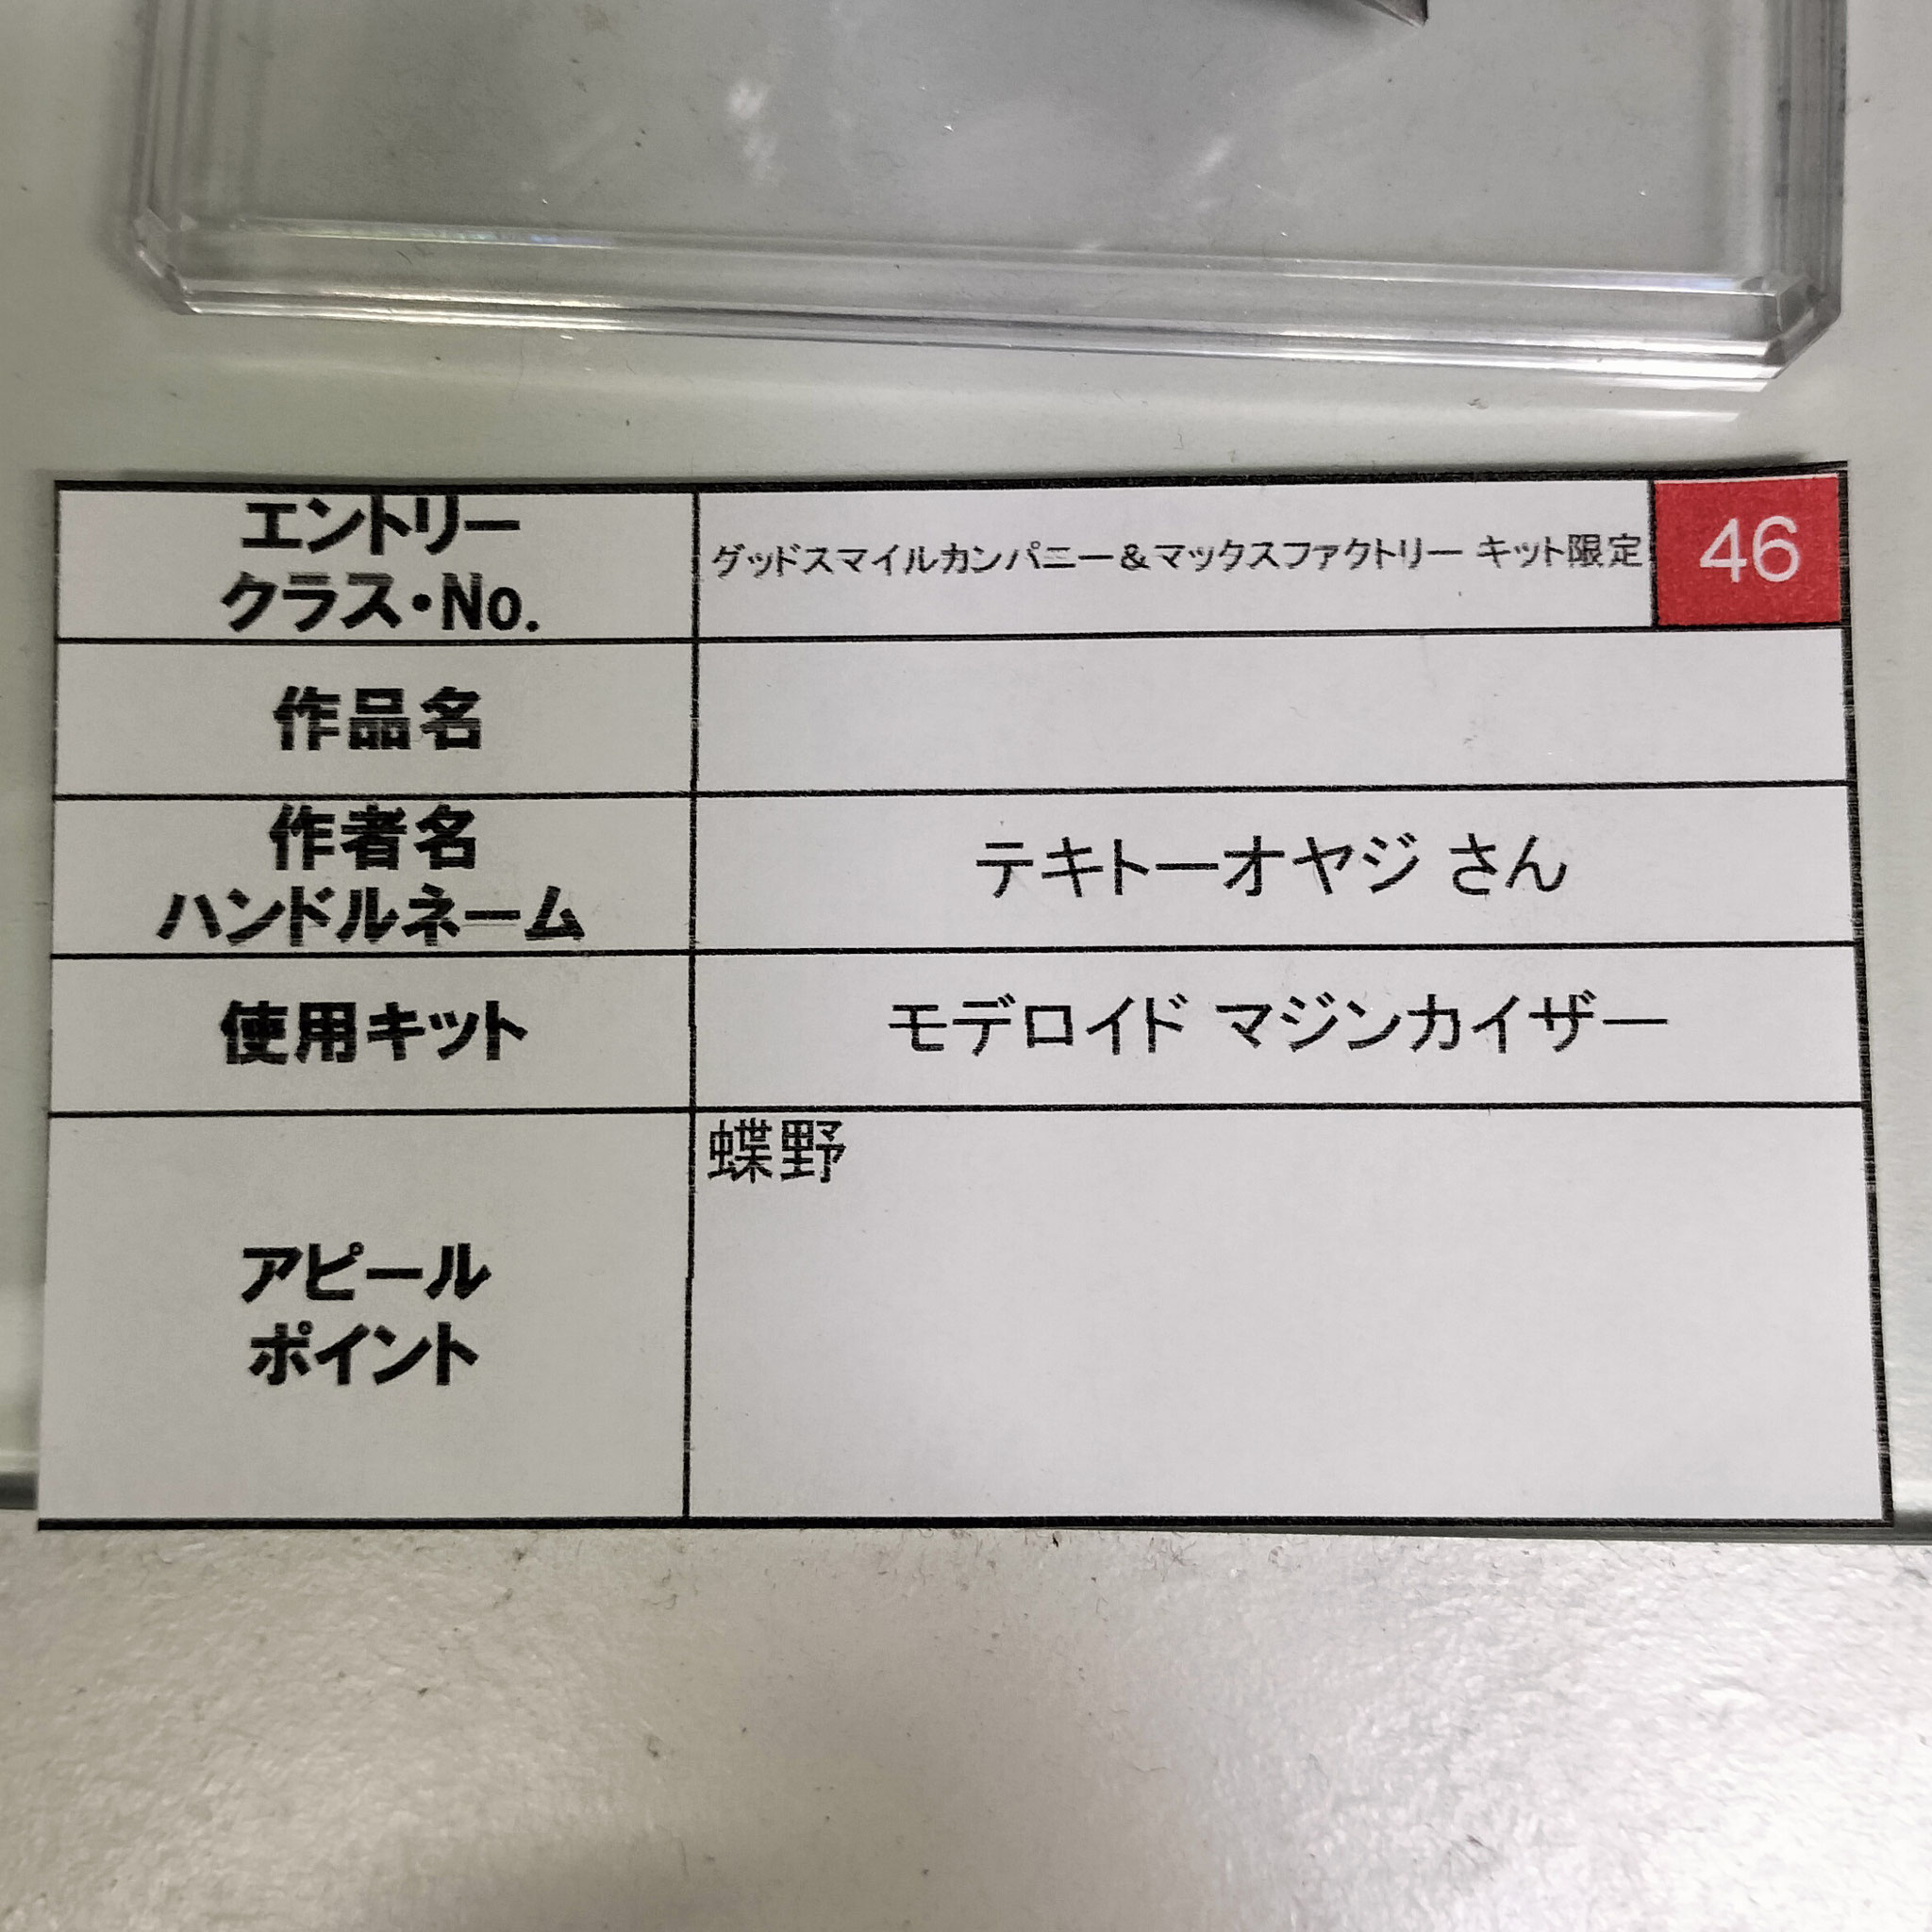 エントリー
クラス・No.
グッドスマイルカンパニー&マックスファクトリー キット限定
46
作品名
作者名
ハンドルネーム
テキトーオヤジ さん
使用キット
モデロイド マジンカイザー
アピール
ポイント
蝶野